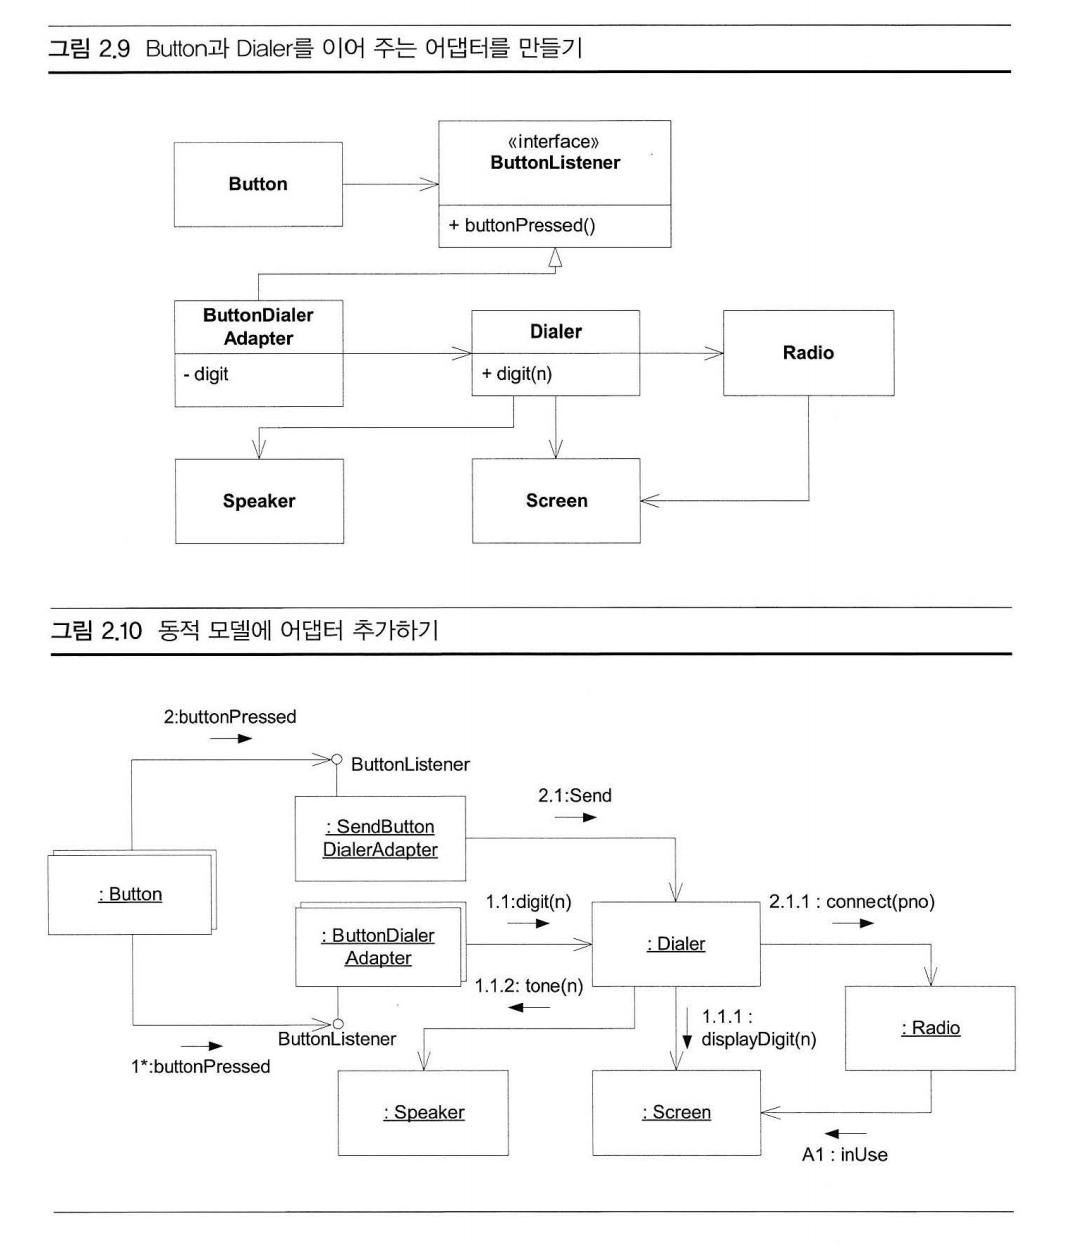 그림 2.9 Button과 Dialer를 이어 주는 어댑터를 만들기
Button
«interface»
ButtonListener
+ buttonPressed()
ButtonDialer
Adapter
- digit
Dialer
+ digit(n)
Radio
Speaker
Screen
그림 2.10 동적 모델에 어댑터 추가하기
2:buttonPressed
ButtonListener
2.1:Send
: SendButton
DialerAdapter
: Button
1.1:digit(n)
2.1.1 : connect(pno)
: ButtonDialer
Adapter
: Dialer
1.1.2: tone(n)
1.1.1 :
displayDigit(n)
: Radio
ButtonListener
1*:buttonPressed
: Speaker
: Screen
A1 : inUse